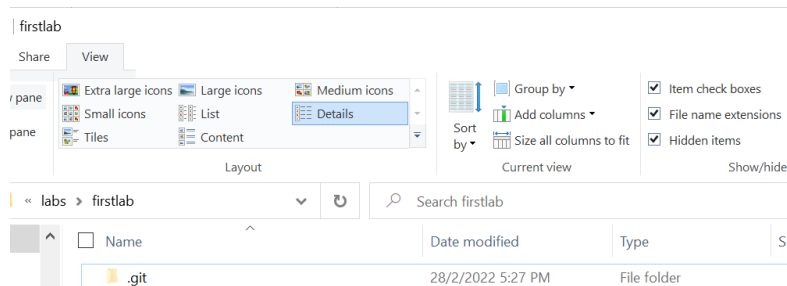 firstlab
Share View
pane
pane
Extra large icons Large icons Medium icons
Small icons List Details
Tiles Content
Layout
Sort by
Group by
Add columns
Size all columns to fit
Current view
Item check boxes
File name extensions
Hidden items
Show/hide
« labs > firstlab
Search firstlab
Name Date modified Type S
.git 28/2/2022 5:27 PM File folder